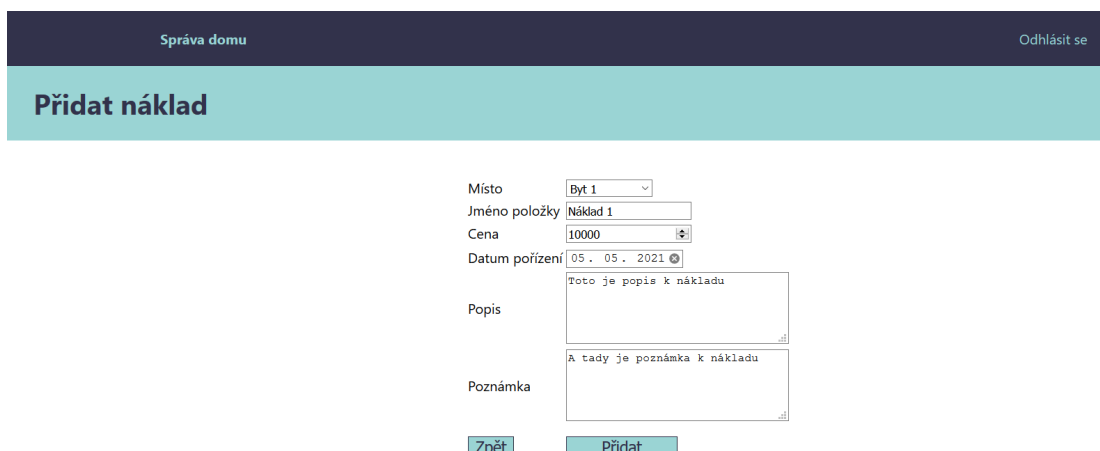 Správa domu Odhlásit se
Přidat náklad
Místo Byt 1
Jméno položky Náklad 1
Cena 10000
Datum pořízení 05. 05. 2021
Toto je popis k nákladu
Popis
A tady je poznámka k nákladu
Poznámka
Zpět Přidat